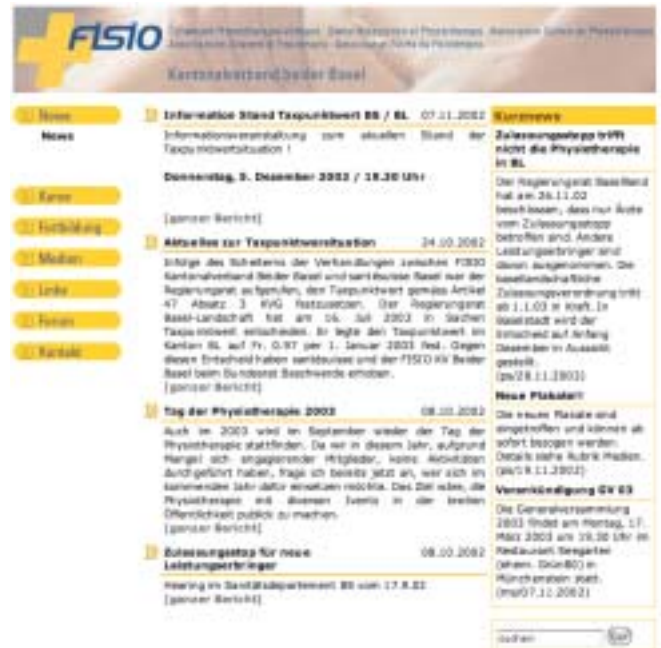 FISIO
Kantonalverband beider Basel
News
News
Kurse
Fortbildung
Medien
Links
Forum
Kontakt
Information Stand Taxpunktwert BS / BL 07.11.2002
Informationsveranstaltung zum aktuellen Stand der
Taxpunktwertsituation !
Donnerstag, 5. Dezember 2002 / 19.30 Uhr
[ganzer Bericht]
Aktuelles zur Taxpunktwersituation 24.10.2002
Infolge des Scheiterns der Verhandlungen zwischen FISIO
Kantonalverband Beider Basel und santésuisse Basel war der
Regierungsrat aufgerufen, den Taxpunktwert gemäss Artikel
47 Absatz 3 KVG festzusetzen. Der Regierungsrat
Basel-Landschaft hat am 16. Juli 2002 in Sachen
Taxpunktwert entschieden. Er legte den Taxpunktwert im
Kanton BL auf Fr. 0.97 per 1. Januar 2003 fest. Gegen
diesen Entscheid haben santésuisse und der FISIO KV Beider
Basel beim Bundesrat Beschwerde erhoben.
[ganzer Bericht]
Tag der Physiotherapie 2003 08.10.2002
Auch im 2003 wird im September wieder der Tag der
Physiotherapie stattfinden. Da wir in diesem Jahr, aufgrund
Mangel sich engagierender Mitglieder, keine Aktivitäten
durchgeführt haben, frage ich bereits jetzt an, wer sich im
kommenden Jahr dafür einsetzen möchte. Das Ziel wäre, die
Physiotherapie mit diversen Events in der breiten
Öffentlichkeit publick zu machen.
[ganzer Bericht]
Zulassungsstop für neue 08.10.2002
Leistungserbringer
Hearing im Sanitätsdepartement BS vom 17.9.02
[ganzer Bericht]
Kurznews
Zulassungsstopp trifft
nicht die Physiotherapie
in BL
Der Regierungsrat Baselland
hat am 26.11.02
beschlossen, dass nur Ärzte
vom Zulassungsstopp
betroffen sind. Andere
Leistungserbringer sind
davon ausgenommen. Die
basellandschaftliche
Zulassungsverordnung tritt
ab 1.1.03 in Kraft. In
Baselstadt wird der
Entscheid auf Anfang
Dezember in Aussicht
gestellt.
(ps/28.11.2002)
Neue Plakate!!
Die neuen Plakate sind
eingetroffen und können ab
sofort bezogen werden.
Details siehe Rubrik Medien.
(ps/19.11.2002)
Vorankündigung GV 03
Die Generalversammlung
2003 findet am Montag, 17.
März 2003 um 19.30 Uhr im
Restaurant Seegarten
(ehem. Grün80) in
Münchenstein statt.
(ms/07.11.2002)
suchen Go!